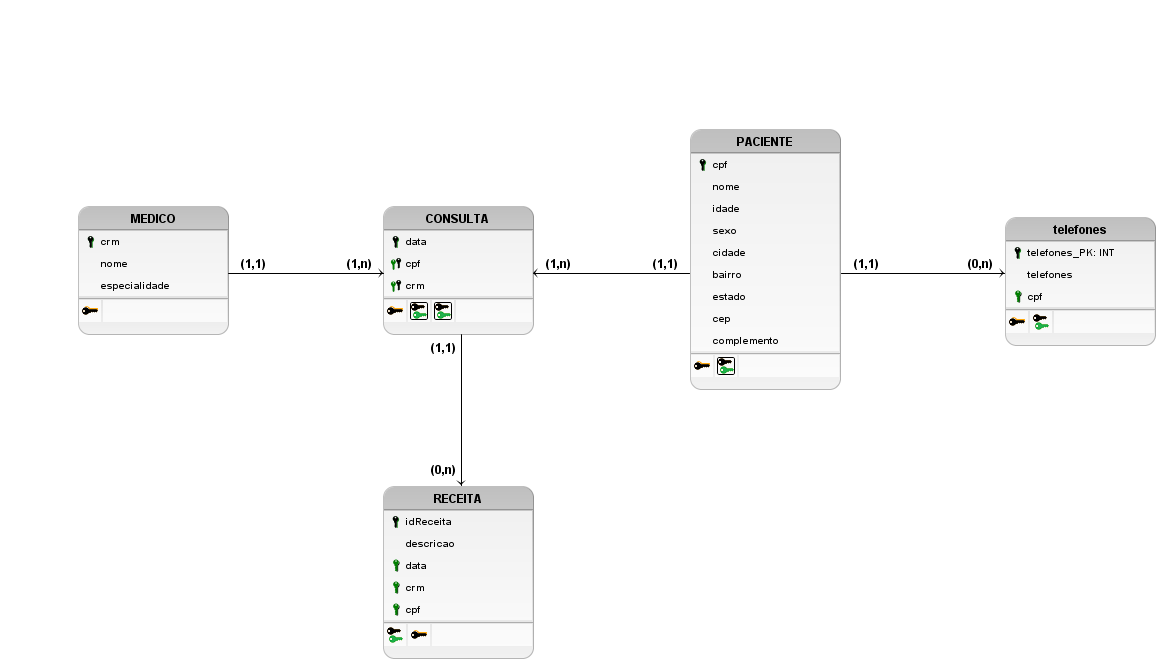 MEDICO
crm
nome
especialidade
(1,1)
(1,n)
CONSULTA
data
cpf
crm
(1,n)
(1,1)
PACIENTE
cpf
nome
idade
sexo
cidade
bairro
estado
cep
complemento
(1,1)
(0,n)
telefones
telefones_PK: INT
telefones
cpf
(1,1)
(0,n)
RECEITA
idReceita
descricao
data
crm
cpf